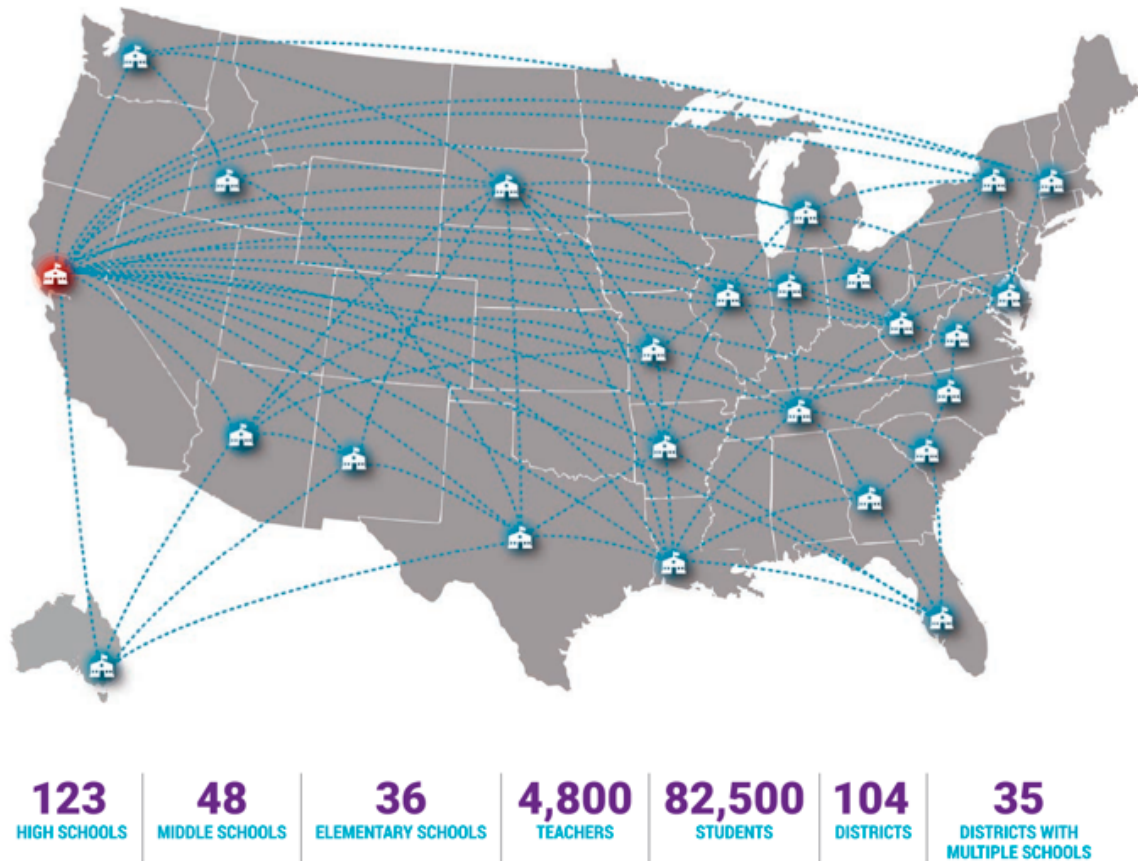 123
HIGH SCHOOLS
48
MIDDLE SCHOOLS
36
ELEMENTARY SCHOOLS
4,800
TEACHERS
82,500
STUDENTS
104
DISTRICTS
35
DISTRICTS WITH
MULTIPLE SCHOOLS